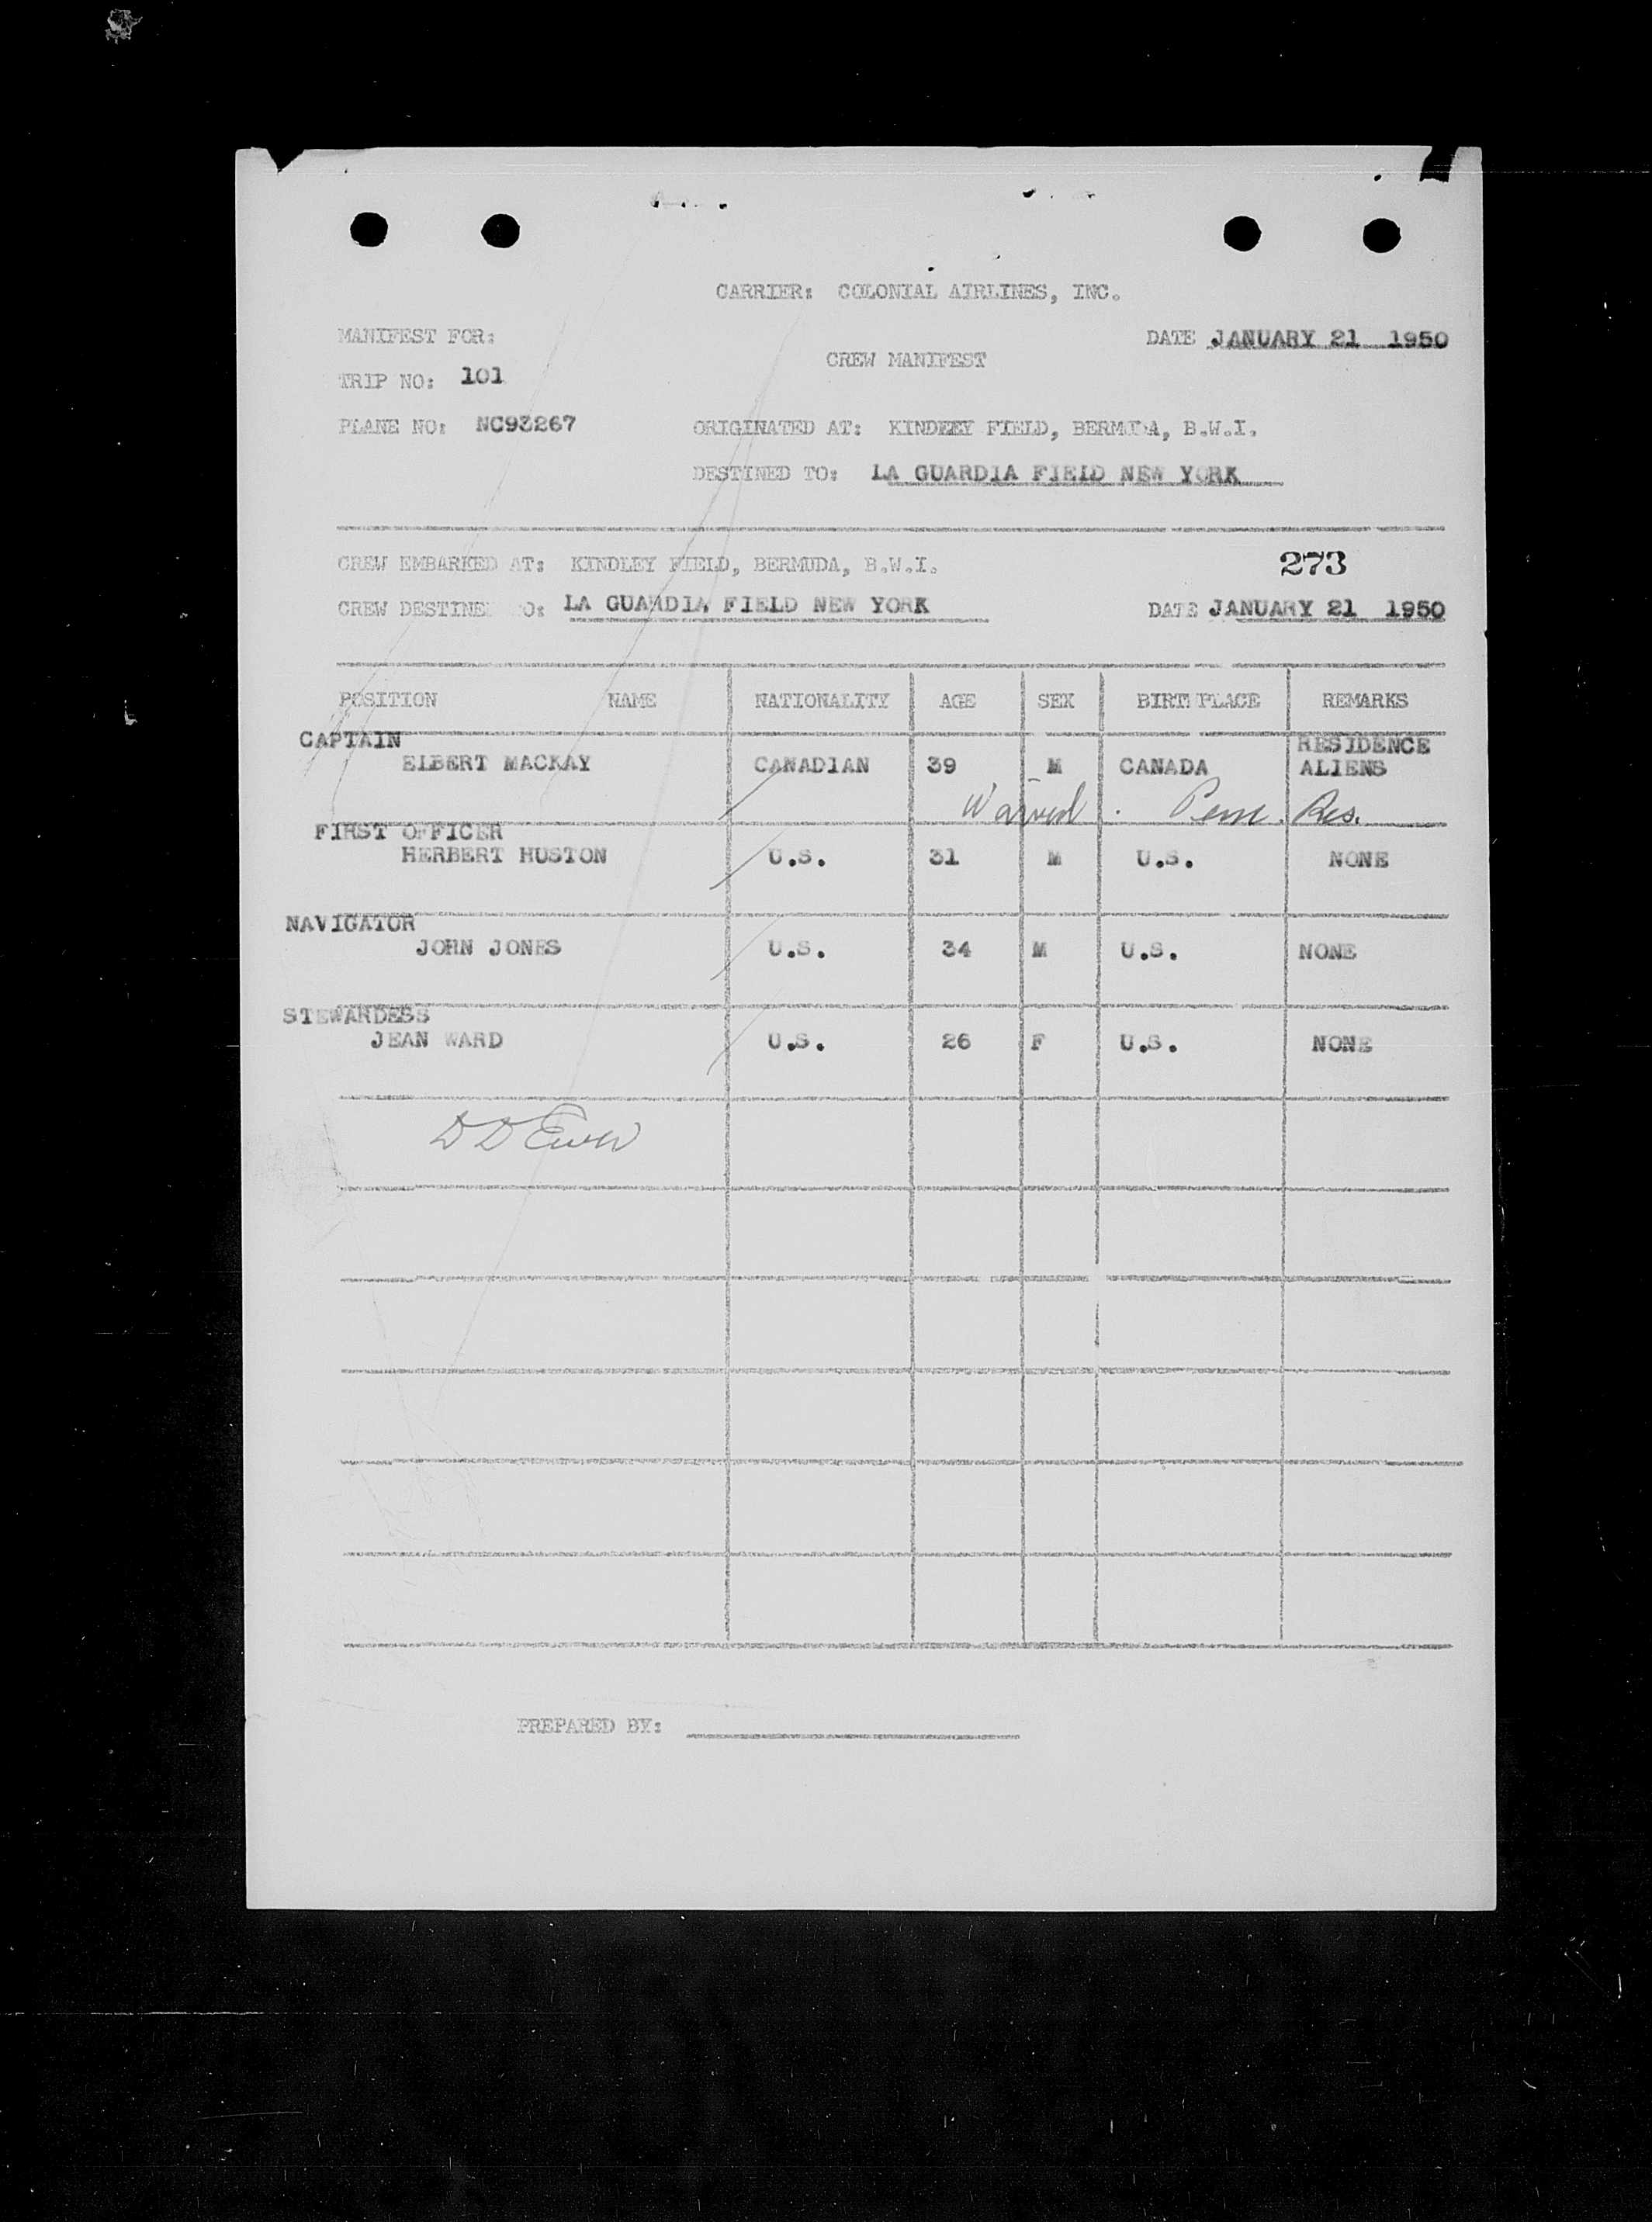 CARRIER: COLONIAL AIRLINES, INC.
MANIFEST FOR:
DATE JANUARY 21 1950
CREW MANIFEST
TRIP NO: 101
PLANE NO: NC93267
ORIGINATED AT: KINDLEY FIELD, BERMUDA, B.W.I.
DESTINED TO: LA GUARDIA FIELD NEW YORK
CREW EMBARKED AT: KINDLEY FIELD, BERMUDA, B.W.I.
273
CREW DESTINED TO: LA GUARDIA FIELD NEW YORK
DATE JANUARY 21 1950
POSITION NAME NATIONALITY AGE SEX BIRTHPLACE REMARKS
CAPTAIN
ELBERT MACKAY CANADIAN 39 M CANADA RESIDENCE ALIENS
Waived. Perm. Res.
FIRST OFFICER
HERBERT HUSTON U.S. 31 M U.S. NONE
NAVIGATOR
JOHN JONES U.S. 34 M U.S. NONE
STEWARDESS
JEAN WARD U.S. 26 F U.S. NONE
D D
PREPARED BY: